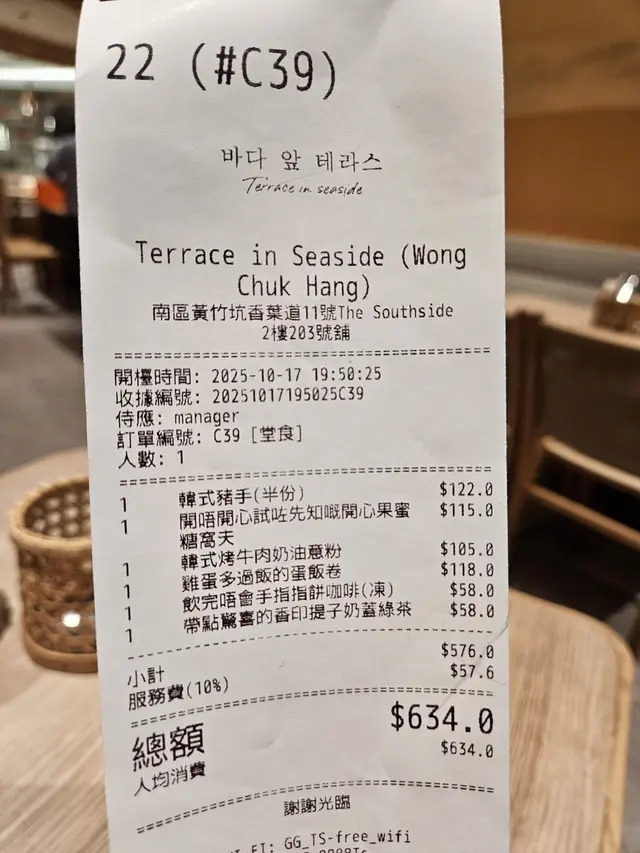 22 (#C39)
바다 앞 테라스
Terrace in seaside
Terrace in Seaside (Wong
Chuk Hang)
南區黃竹坑香葉道11號The Southside
2樓203號舖
開檯時間: 2025-10-17 19:50:25
收據編號: 20251017195025C39
侍應: manager
訂單編號: C39 [堂食]
人數: 1
1 韓式豬手(半份) $122.0
1 開唔開心試咗先知嘅開心果蜜 $115.0
糖窩夫
1 韓式烤牛肉奶油意粉 $105.0
1 雞蛋多過飯的蛋飯卷 $118.0
1 飲完唔會手指指餅咖啡(凍) $58.0
1 帶點驚喜的香印提子奶蓋綠茶 $58.0
小計 $576.0
服務費(10%) $57.6
總額 $634.0
人均消費 $634.0
謝謝光臨
GG_TS-free_wifi